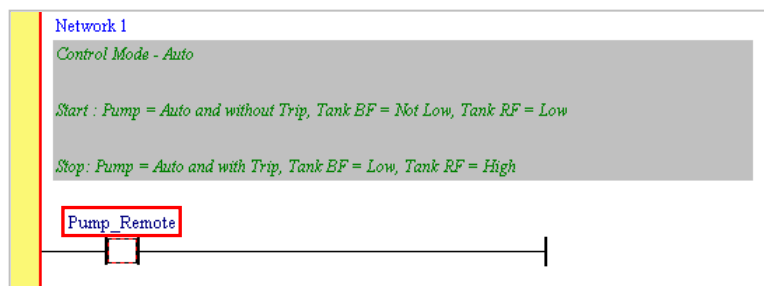 Network 1
Control Mode - Auto
Start : Pump = Auto and without Trip, Tank BF = Not Low, Tank RF = Low
Stop: Pump = Auto and with Trip, Tank BF = Low, Tank RF = High
Pump_Remote